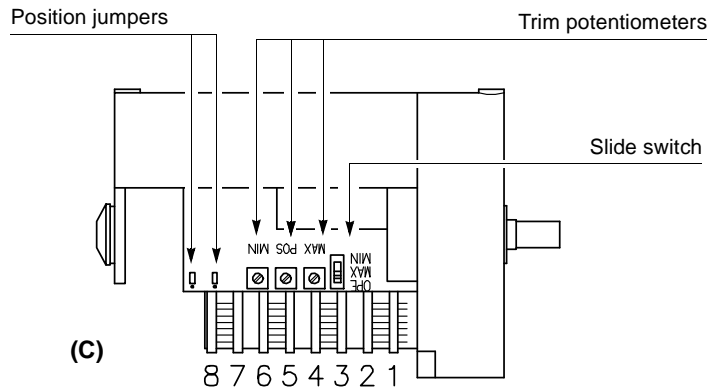 Position jumpers
Trim potentiometers
Slide switch
MIN POS MAX
MIN
MAX
OPE
(C)
8 7 6 5 4 3 2 1